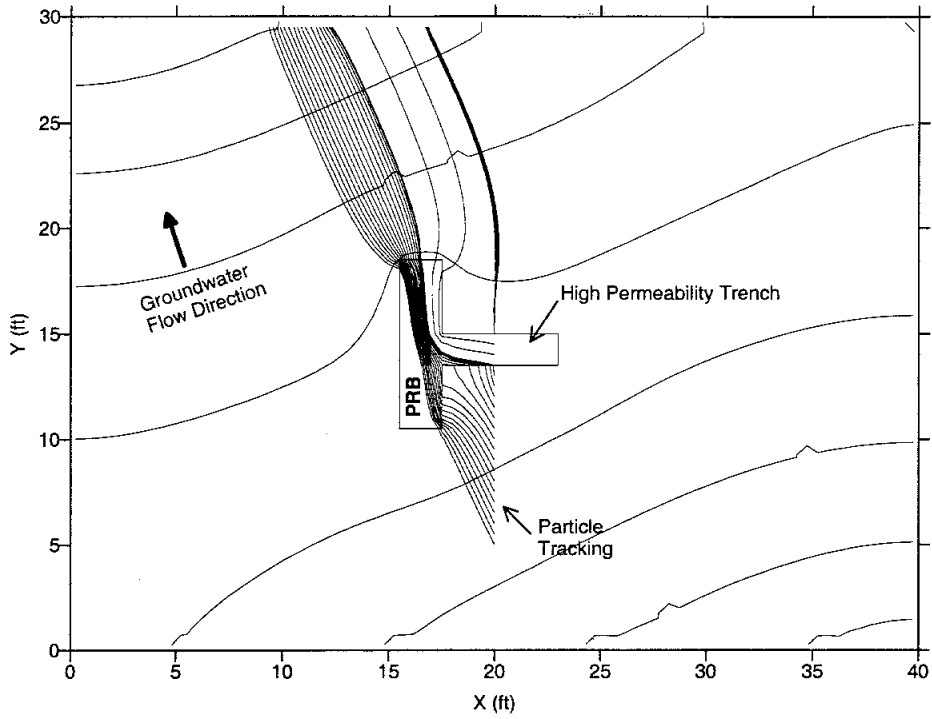 30
25
20
15
10
5
0
Y (ft)
Groundwater
Flow Direction
High Permeability Trench
PRB
Particle
Tracking
0
5
10
15
20
25
30
35
40
X (ft)